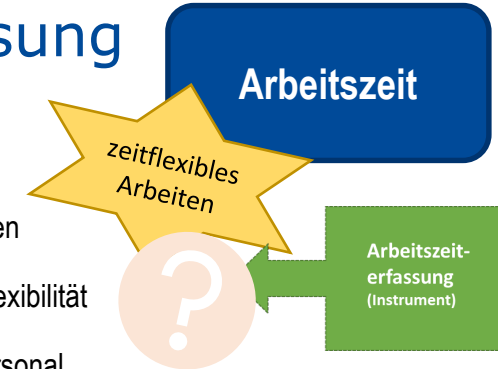 sung
Arbeitszeit
zeitflexibles
Arbeiten
en
exibilität
rsonal
?
Arbeitszeit-
erfassung
(Instrument)